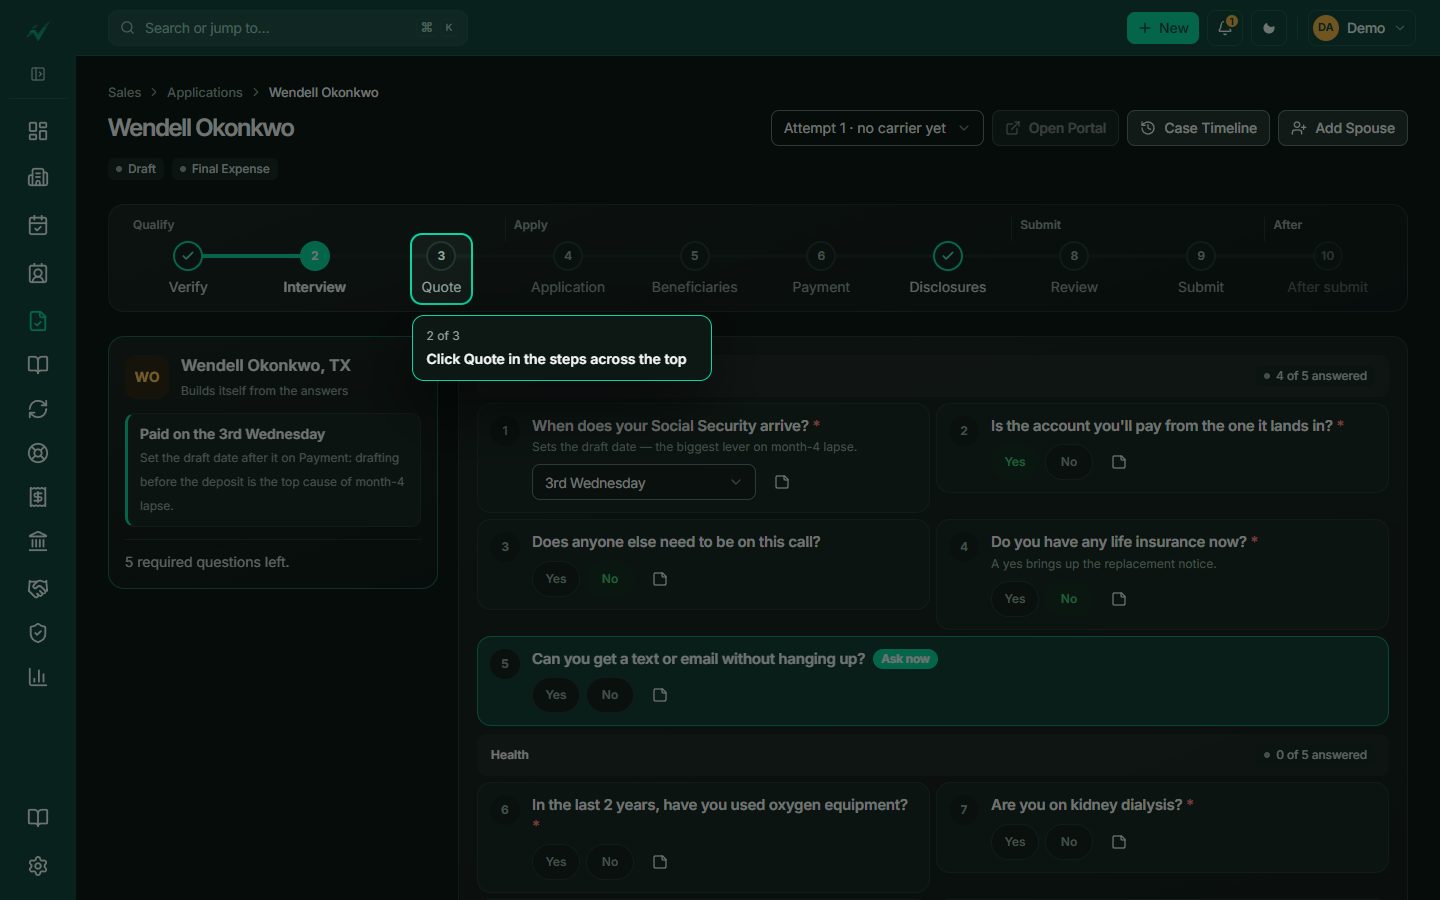 Search or jump to...
⌘ K
New
1
DA
Demo
Sales > Applications > Wendell Okonkwo
Wendell Okonkwo
Attempt 1 · no carrier yet
Open Portal
Case Timeline
Add Spouse
Draft
Final Expense
Qualify
Apply
Submit
After
2
3
4
5
6
8
9
10
Verify
Interview
Quote
Application
Beneficiaries
Payment
Disclosures
Review
Submit
After submit
2 of 3
Click Quote in the steps across the top
WO
Wendell Okonkwo, TX
Builds itself from the answers
Paid on the 3rd Wednesday
Set the draft date after it on Payment: drafting
before the deposit is the top cause of month-4
lapse.
5 required questions left.
4 of 5 answered
1
When does your Social Security arrive? *
Sets the draft date — the biggest lever on month-4 lapse.
3rd Wednesday
2
Is the account you'll pay from the one it lands in? *
Yes
No
3
Does anyone else need to be on this call?
Yes
No
4
Do you have any life insurance now? *
A yes brings up the replacement notice.
Yes
No
5
Can you get a text or email without hanging up?
Ask now
Yes
No
Health
0 of 5 answered
6
In the last 2 years, have you used oxygen equipment?
*
Yes
No
7
Are you on kidney dialysis? *
Yes
No